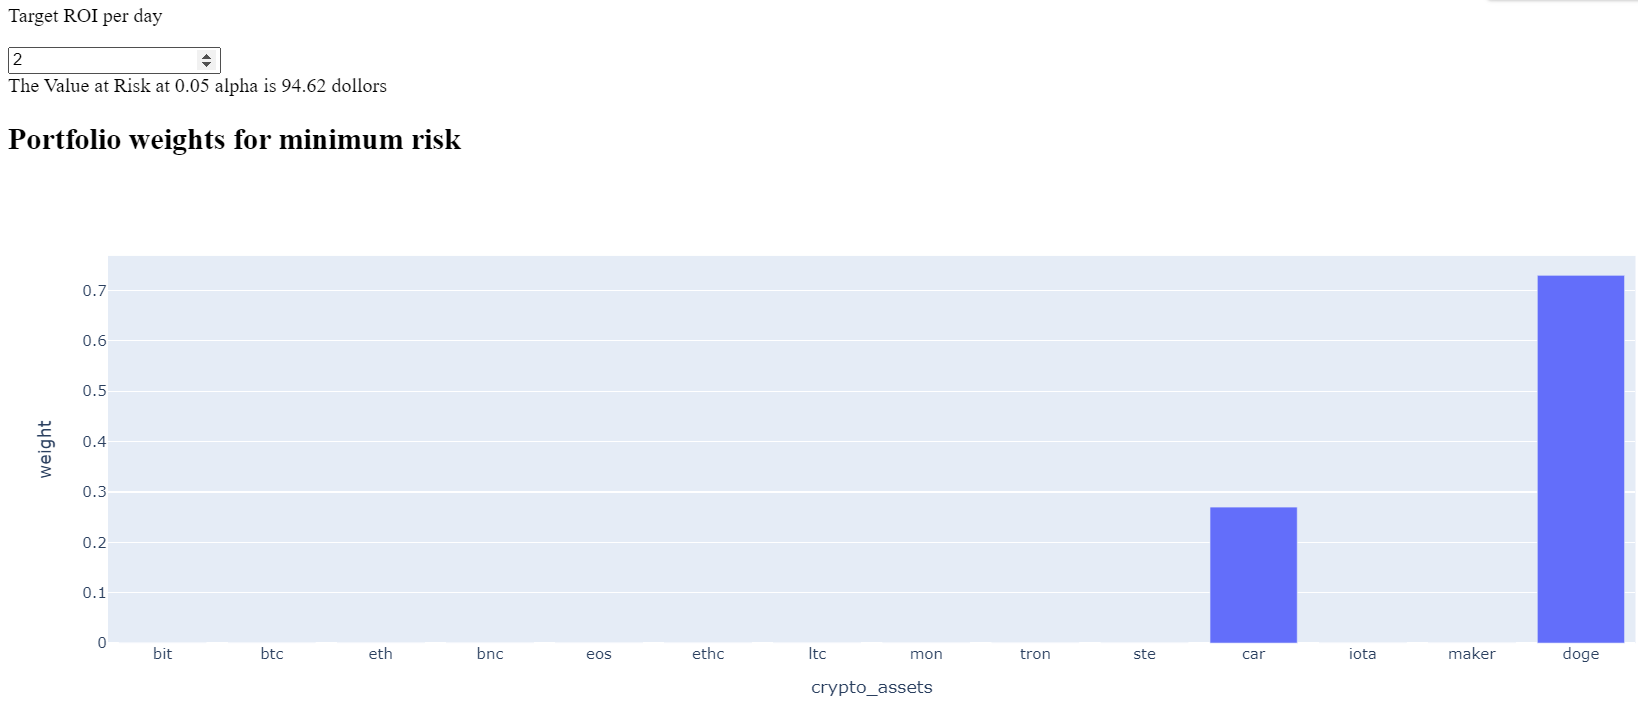 Target ROI per day
2
The Value at Risk at 0.05 alpha is 94.62 dollors
Portfolio weights for minimum risk
0.7
0.6
0.5
0.4
0.3
0.2
0.1
0
weight
bit btc eth bnc eos ethc ltc mon tron ste car iota maker doge
crypto_assets